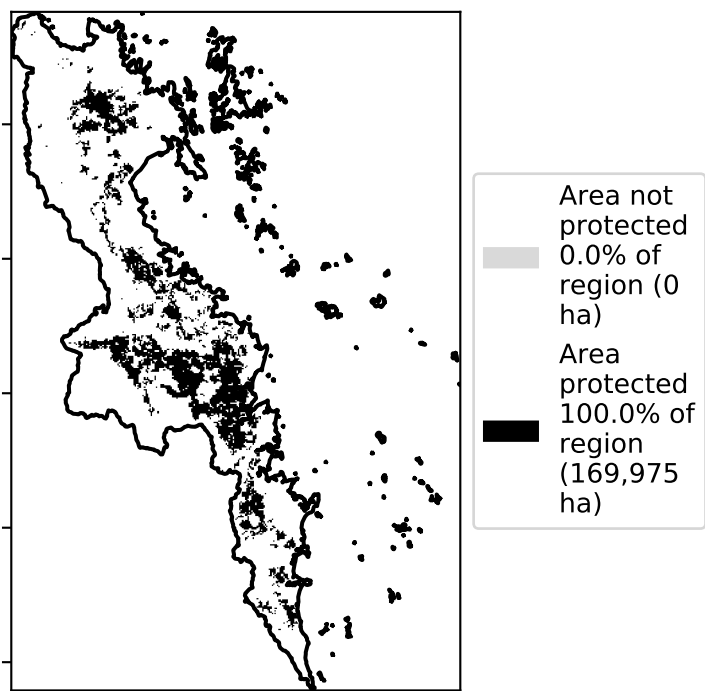 Area not
protected
0.0% of
region (0
ha)
Area
protected
100.0% of
region
(169,975
ha)